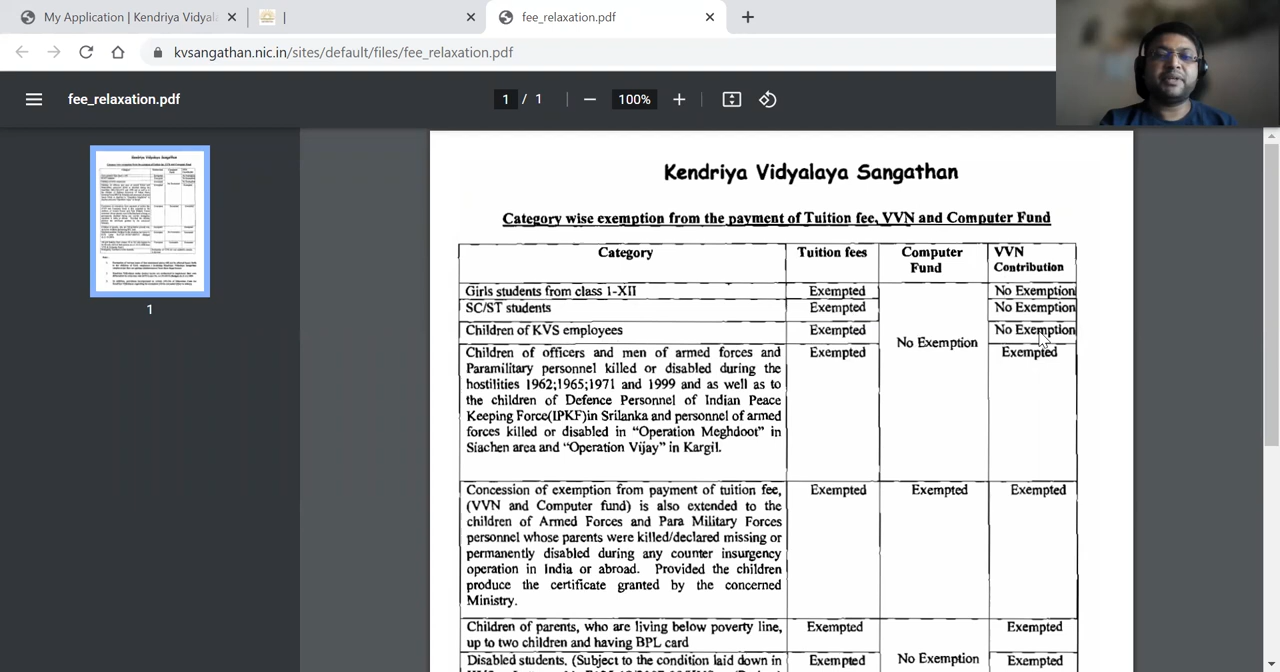 My Application | Kendriya Vidyal
|
fee_relaxation.pdf
kvsangathan.nic.in/sites/default/files/fee_relaxation.pdf
fee_relaxation.pdf
1 / 1
100%
1
Kendriya Vidyalaya Sangathan
Category wise exemption from the payment of Tuition fee, VVN and Computer Fund
Category Tuition fees Computer Fund VVN Contribution
Girls students from class 1-XII Exempted No Exemption
SC/ST students Exempted No Exemption
Children of KVS employees Exempted No Exemption
No Exemption
Children of officers and men of armed forces and Exempted Exempted
Paramilitary personnel killed or disabled during the
hostilities 1962;1965;1971 and 1999 and as well as to
the children of Defence Personnel of Indian Peace
Keeping Force(IPKF)in Srilanka and personnel of armed
forces killed or disabled in “Operation Meghdoot” in
Siachen area and “Operation Vijay” in Kargil.
Concession of exemption from payment of tuition fee, Exempted Exempted Exempted
(VVN and Computer fund) is also extended to the
children of Armed Forces and Para Military Forces
personnel whose parents were killed/declared missing or
permanently disabled during any counter insurgency
operation in India or abroad. Provided the children
produce the certificate granted by the concerned
Ministry.
Children of parents, who are living below poverty line, Exempted Exempted
up to two children and having BPL card
Disabled students. (Subject to the condition laid down in Exempted No Exemption Exempted